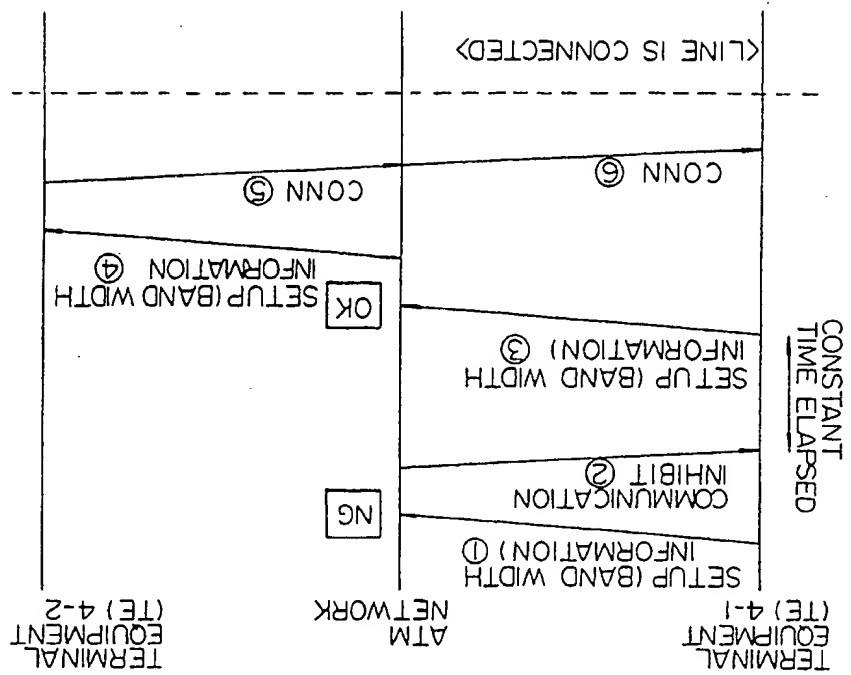 TERMINAL
EQUIPMENT
(TE) 4-1
ATM
NETWORK
TERMINAL
EQUIPMENT
(TE) 4-2
SETUP (BAND WIDTH
INFORMATION) ①
NG
COMMUNICATION
INHIBIT ②
CONSTANT
TIME ELAPSED
SETUP (BAND WIDTH
INFORMATION) ③
OK
SETUP (BAND WIDTH
INFORMATION ④
CONN ⑤
CONN ⑥
<LINE IS CONNECTED>